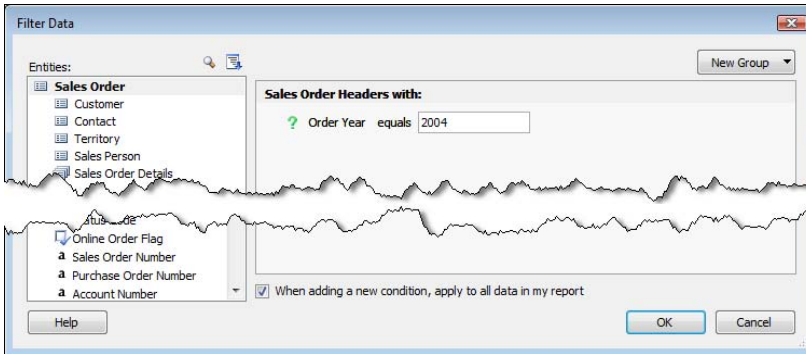 Filter Data
Entities:
New Group
Sales Order
Customer
Contact
Territory
Sales Person
Sales Order Details
Sales Order Headers with:
? Order Year equals 2004
Online Order Flag
a Sales Order Number
a Purchase Order Number
a Account Number
When adding a new condition, apply to all data in my report
Help
OK
Cancel